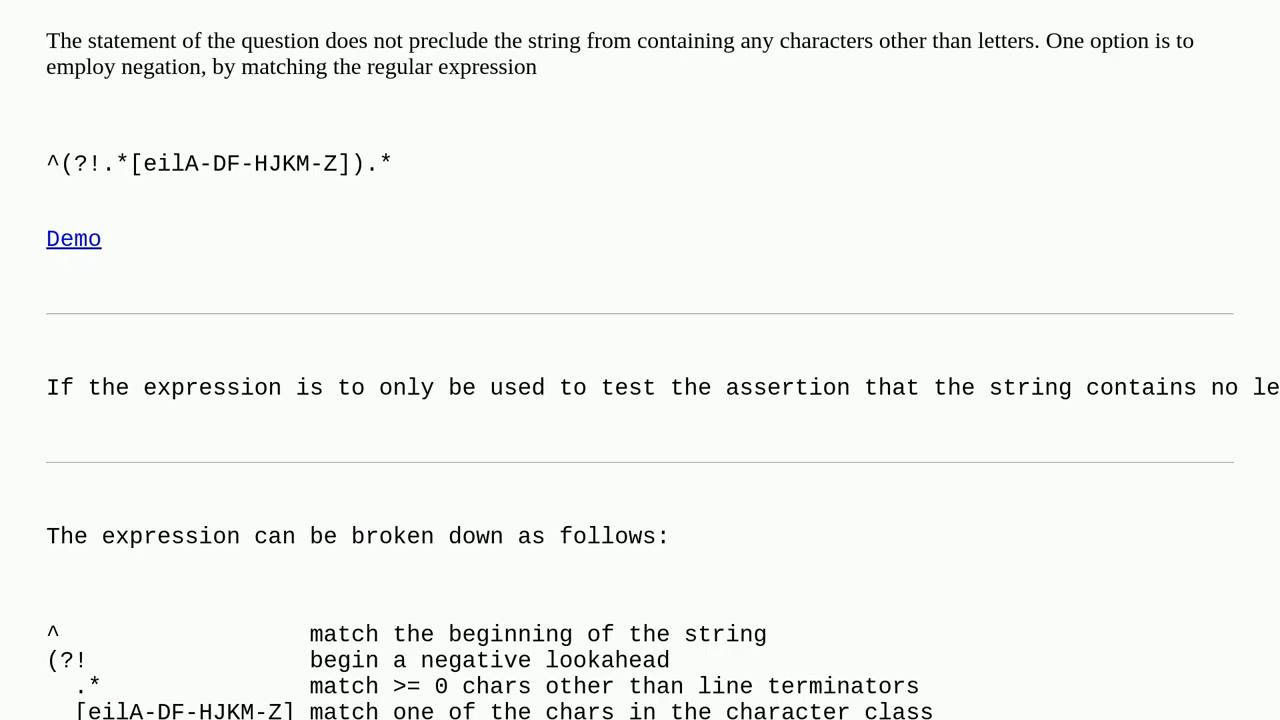 The statement of the question does not preclude the string from containing any characters other than letters. One option is to
employ negation, by matching the regular expression
^(?!.*[eilA-DF-HJKM-Z]).*
Demo
If the expression is to only be used to test the assertion that the string contains no le
The expression can be broken down as follows:
^                  match the beginning of the string
(?!                begin a negative lookahead
  .*               match >= 0 chars other than line terminators
  [eilA-DF-HJKM-Z] match one of the chars in the character class